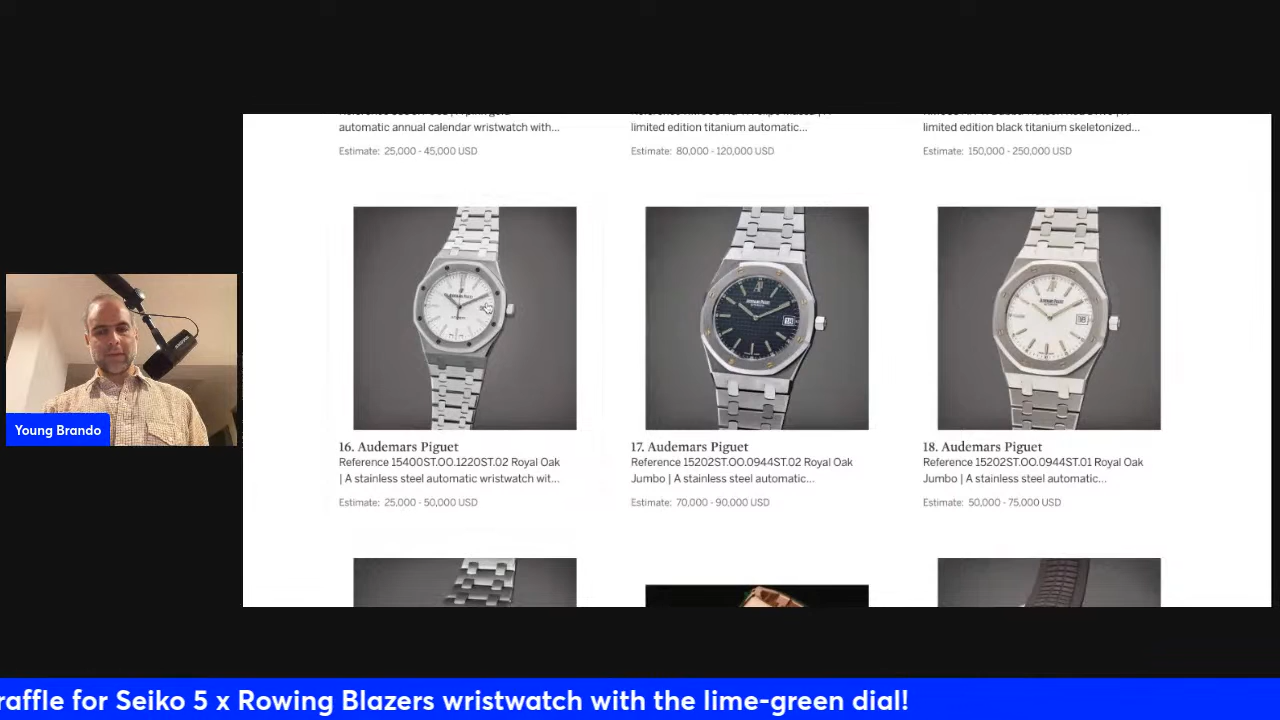 automatic annual calendar wristwatch with...
Estimate: 25,000 - 45,000 USD
limited edition titanium automatic...
Estimate: 80,000 - 120,000 USD
limited edition black titanium skeletonized...
Estimate: 150,000 - 250,000 USD
16. Audemars Piguet
Reference 15400ST.OO.1220ST.02 Royal Oak
| A stainless steel automatic wristwatch wit...
Estimate: 25,000 - 50,000 USD
17. Audemars Piguet
Reference 15202ST.OO.0944ST.02 Royal Oak
Jumbo | A stainless steel automatic...
Estimate: 70,000 - 90,000 USD
18. Audemars Piguet
Reference 15202ST.OO.0944ST.01 Royal Oak
Jumbo | A stainless steel automatic...
Estimate: 50,000 - 75,000 USD
Young Brando
raffle for Seiko 5 x Rowing Blazers wristwatch with the lime-green dial!